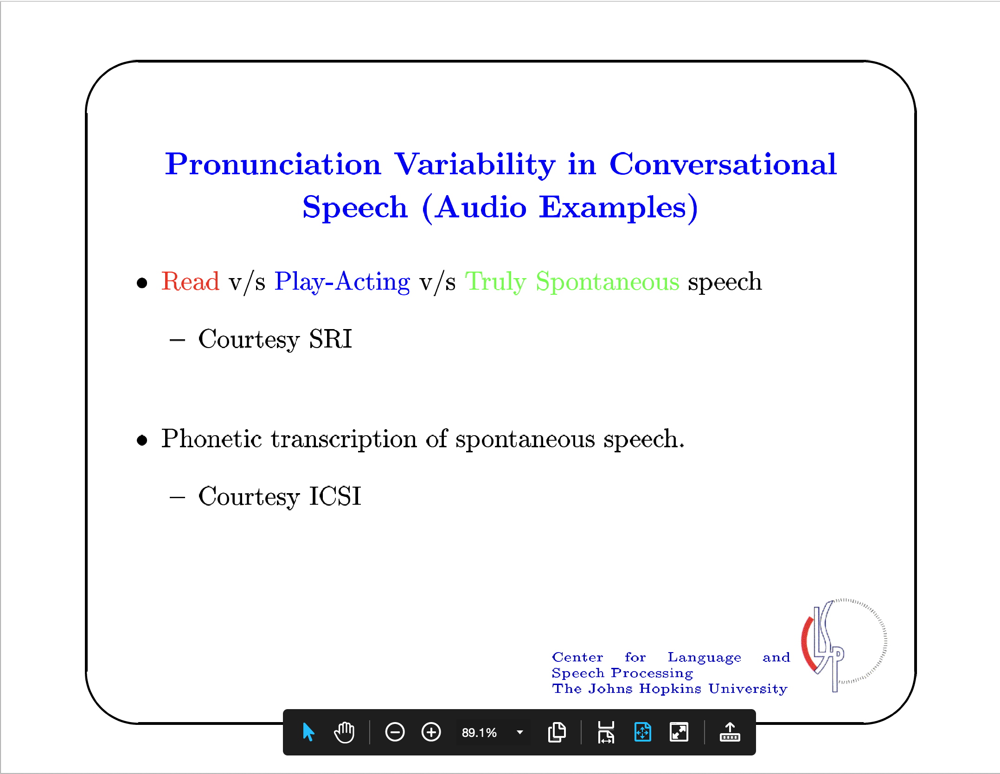 Pronunciation Variability in Conversational
Speech (Audio Examples)
• Read v/s Play-Acting v/s Truly Spontaneous speech
– Courtesy SRI
• Phonetic transcription of spontaneous speech.
– Courtesy ICSI
Center for Language and
Speech Processing
The Johns Hopkins University
89.1%